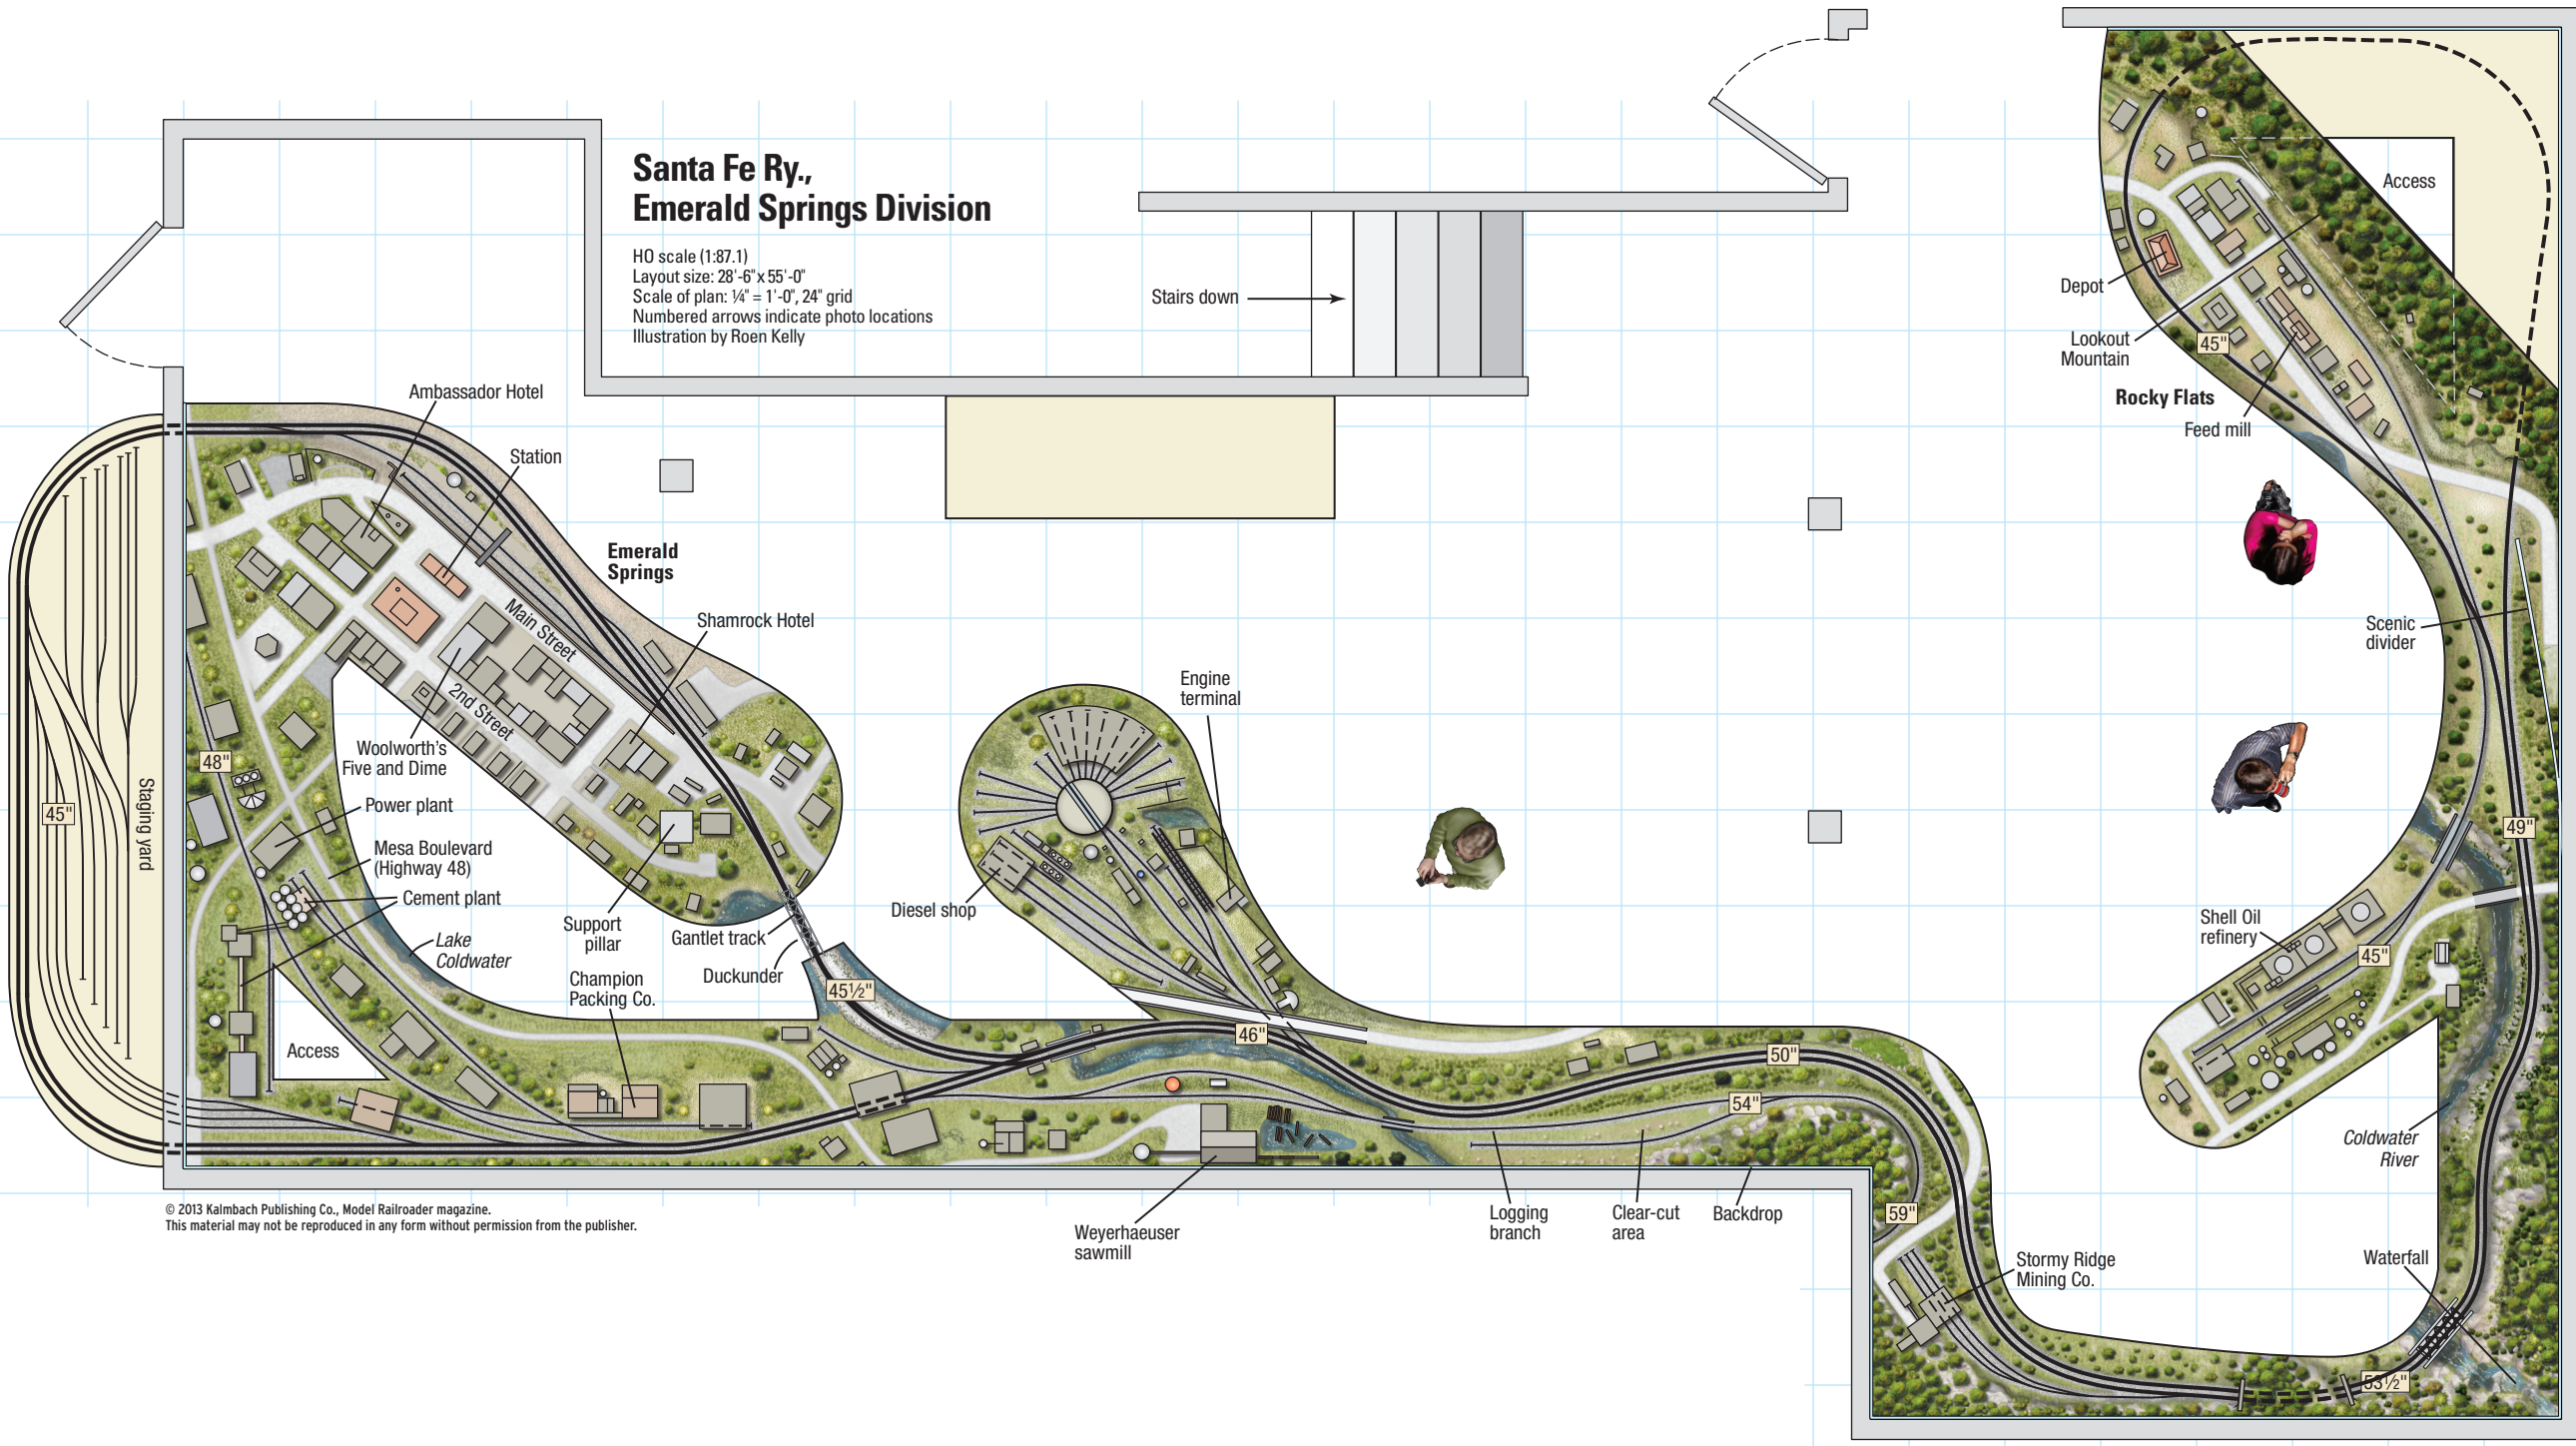 Santa Fe Ry.,
Emerald Springs Division
HO scale (1:87.1)
Layout size: 28'-6" x 55'-0"
Scale of plan: ¼" = 1'-0", 24" grid
Numbered arrows indicate photo locations
Illustration by Roen Kelly
Stairs down
Access
Depot
Lookout
Mountain
45"
Rocky Flats
Feed mill
Ambassador Hotel
Station
Emerald
Springs
Shamrock Hotel
Main Street
2nd Street
Woolworth's
Five and Dime
48"
45"
Staging yard
Power plant
Mesa Boulevard
(Highway 48)
Cement plant
Lake
Coldwater
Access
Support
pillar
Champion
Packing Co.
Gantlet track
Duckunder
45½"
Engine
terminal
Diesel shop
46"
Scenic
divider
49"
Shell Oil
refinery
45"
50"
54"
59"
Coldwater
River
Waterfall
53½"
Stormy Ridge
Mining Co.
Weyerhaeuser
sawmill
Logging
branch
Clear-cut
area
Backdrop
© 2013 Kalmbach Publishing Co., Model Railroader magazine.
This material may not be reproduced in any form without permission from the publisher.